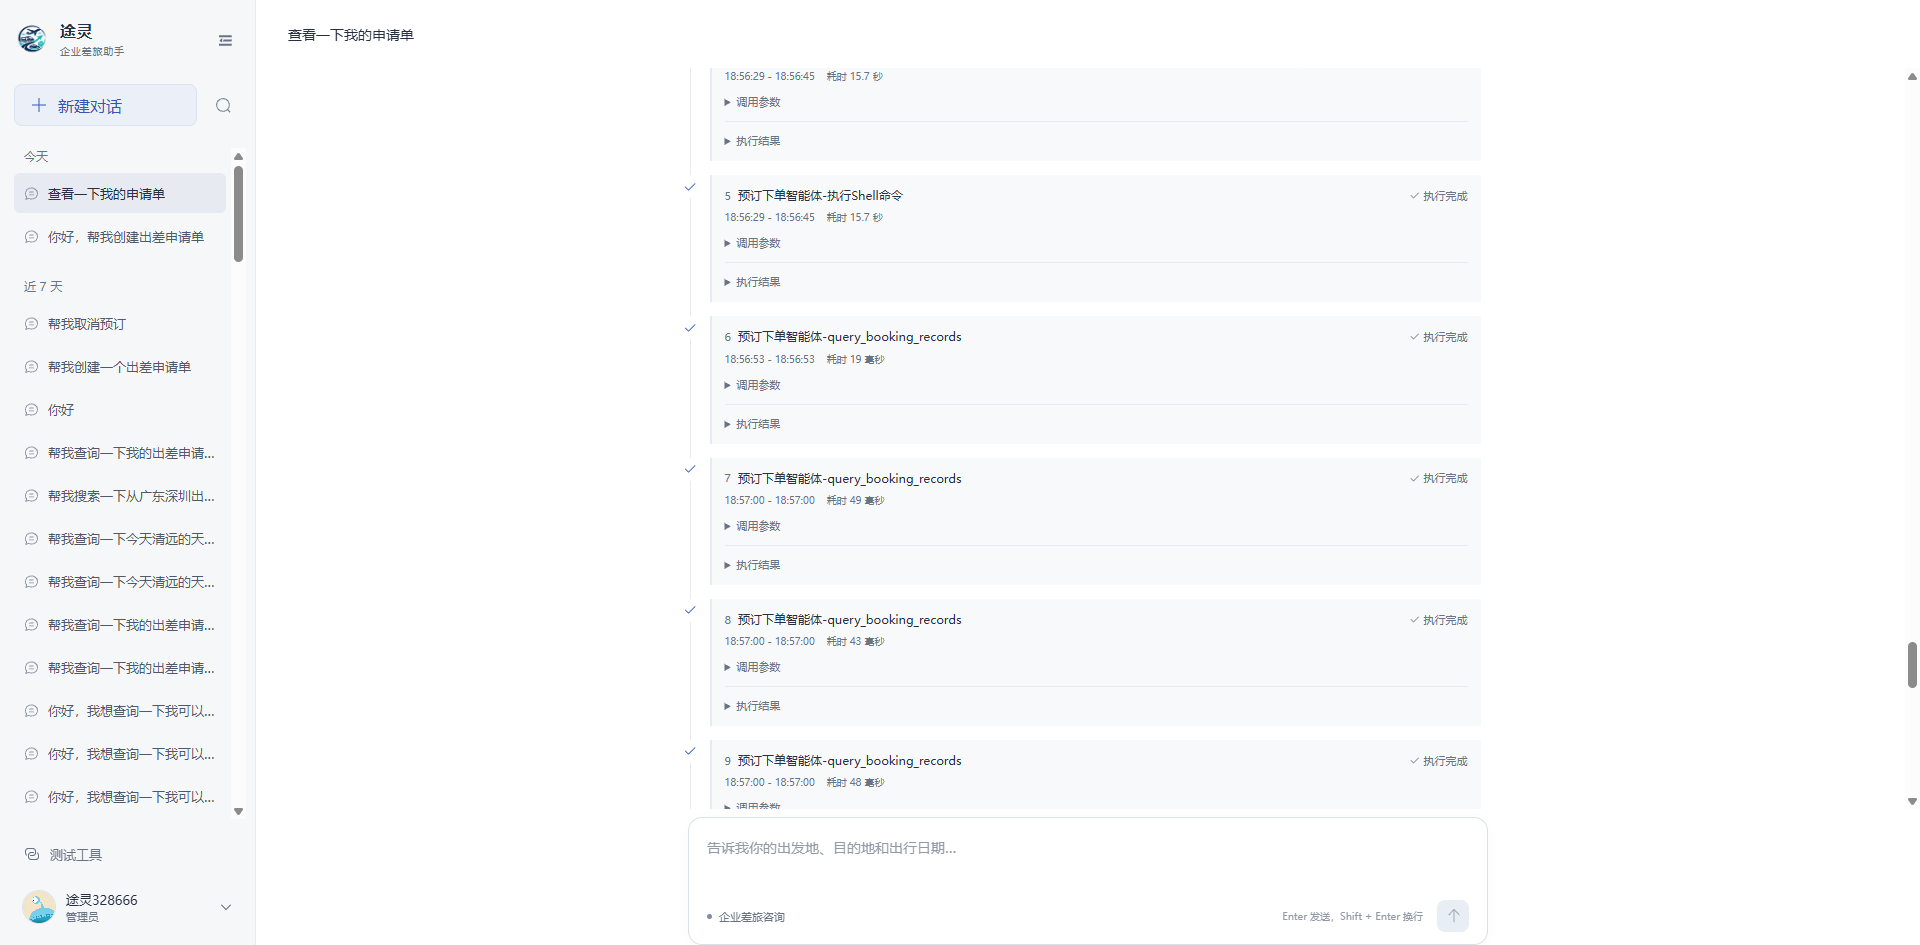 途灵
企业差旅助手
新建对话
今天
查看一下我的申请单
你好，帮我创建出差申请单
近 7 天
帮我取消预订
帮我创建一个出差申请单
你好
帮我查询一下我的出差申请...
帮我搜索一下从广东深圳出...
帮我查询一下今天清远的天...
帮我查询一下今天清远的天...
帮我查询一下我的出差申请...
帮我查询一下我的出差申请...
你好，我想查询一下我可以...
你好，我想查询一下我可以...
你好，我想查询一下我可以...
测试工具
途灵328666
管理员
查看一下我的申请单
18:56:29 - 18:56:45 耗时 15.7 秒
调用参数
执行结果
5 预订下单智能体-执行Shell命令 执行完成
18:56:29 - 18:56:45 耗时 15.7 秒
调用参数
执行结果
6 预订下单智能体-query_booking_records 执行完成
18:56:53 - 18:56:53 耗时 19 毫秒
调用参数
执行结果
7 预订下单智能体-query_booking_records 执行完成
18:57:00 - 18:57:00 耗时 49 毫秒
调用参数
执行结果
8 预订下单智能体-query_booking_records 执行完成
18:57:00 - 18:57:00 耗时 43 毫秒
调用参数
执行结果
9 预订下单智能体-query_booking_records 执行完成
18:57:00 - 18:57:00 耗时 48 毫秒
调用参数
告诉我你的出发地、目的地和出行日期...
企业差旅咨询
Enter 发送，Shift + Enter 换行